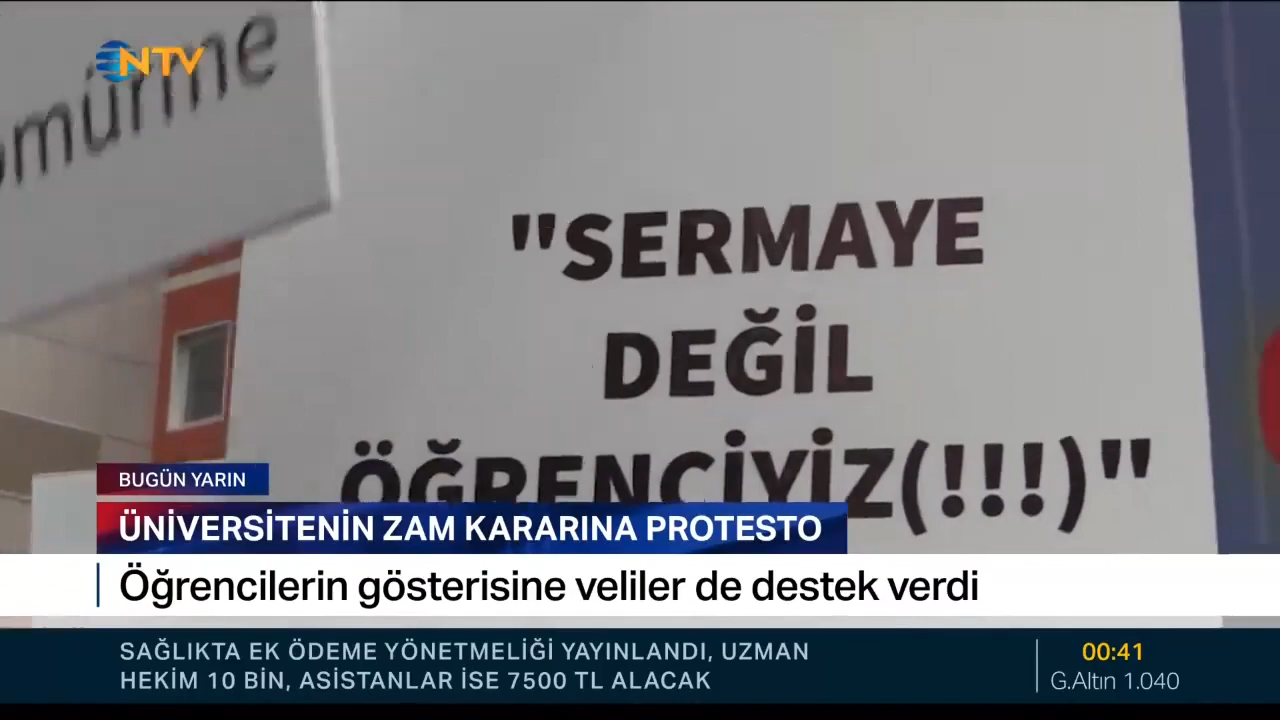 NTV
"SERMAYE
DEĞİL
ÖĞRENCİYİZ(!!!)"
BUGÜN YARIN
ÜNİVERSİTENİN ZAM KARARINA PROTESTO
Öğrencilerin gösterisine veliler de destek verdi
SAĞLIKTA EK ÖDEME YÖNETMELİĞİ YAYINLANDI, UZMAN
HEKİM 10 BİN, ASİSTANLAR İSE 7500 TL ALACAK
00:41
G.Altın 1.040